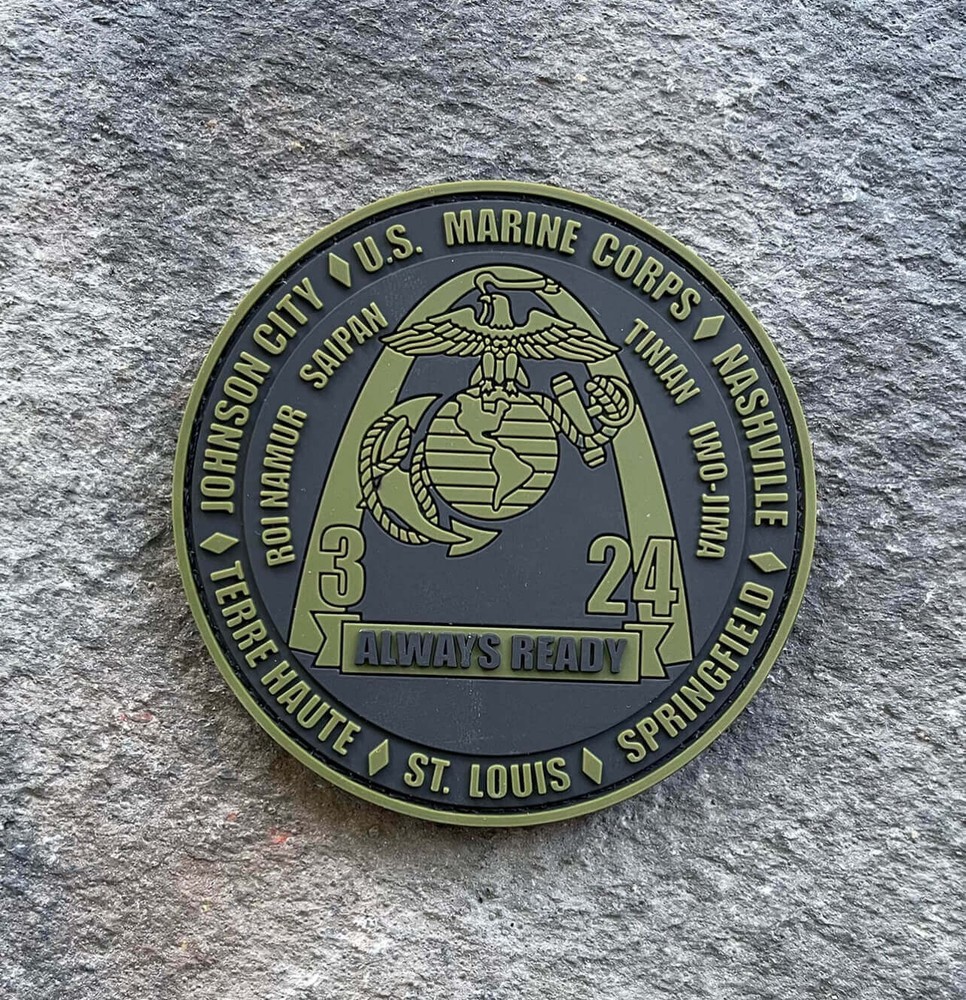 U.S. MARINE CORPS
NASHVILLE
SPRINGFIELD
ST. LOUIS
TERRE HAUTE
JOHNSON CITY
ROI NAMUR
SAIPAN
TINIAN
IWO-JIMA
3 24
ALWAYS READY